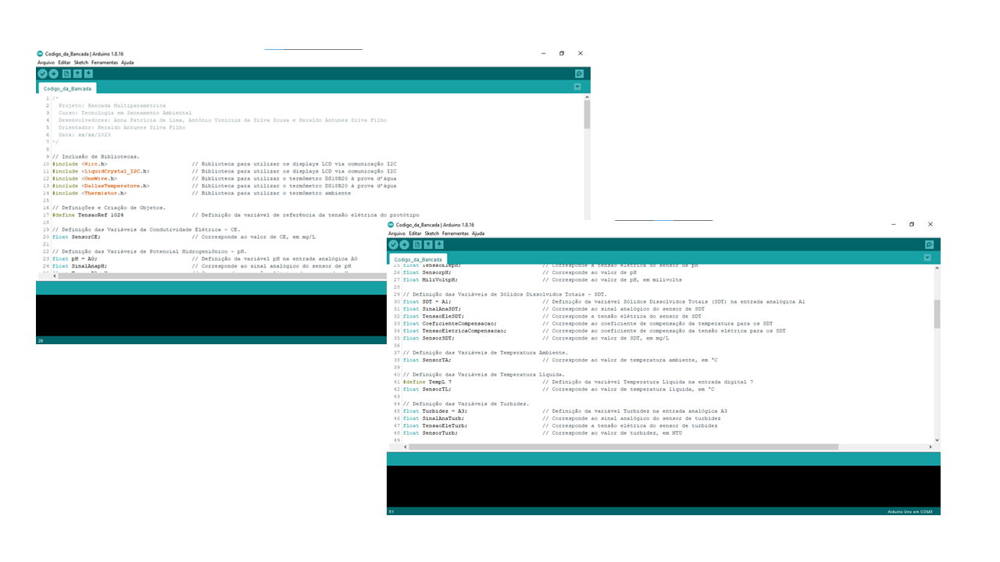 Codigo_da_Bancada | Arduino 1.8.16
Arquivo Editar Sketch Ferramentas Ajuda
Codigo_da_Bancada
1 /*
2 Projeto: Bancada Multiparamétrica
3 Curso: Tecnologia em Saneamento Ambiental
4 Desenvolvedores: Anna Patricia de Lima, Antônio Vinicius da Silva Sousa e Heraldo Antunes Silva Filho
5 Orientador: Heraldo Antunes Silva Filho
6 Data: xx/xx/2023
7 */
8
9 // Inclusão de Bibliotecas.
10 #include <Wire.h> // Biblioteca para utilizar os displays LCD via comunicação I2C
11 #include <LiquidCrystal_I2C.h> // Biblioteca para utilizar os displays LCD via comunicação I2C
12 #include <OneWire.h> // Biblioteca para utilizar o termômetro DS18B20 à prova d'água
13 #include <DallasTemperature.h> // Biblioteca para utilizar o termômetro DS18B20 à prova d'água
14 #include <Thermistor.h> // Biblioteca para utilizar o termômetro ambiente
15
16 // Definições e Criação de Objetos.
17 #define TensaoRef 1024 // Definição da variável de referência da tensão elétrica do protótipo
18
19 // Definição das Variáveis da Condutividade Elétrica - CE.
20 float SensorCE; // Corresponde ao valor de CE, em mg/L
21
22 // Definição das Variáveis de Potencial Hidrogeniônico - pH.
23 float pH = A0; // Definição da variável pH na entrada analógica A0
24 float SinalAnapH; // Corresponde ao sinal analógico do sensor de pH
28
Codigo_da_Bancada | Arduino 1.8.16
Arquivo Editar Sketch Ferramentas Ajuda
Codigo_da_Bancada
25 float TensaoElepH; // Corresponde a tensão elétrica do sensor de pH
26 float SensorpH; // Corresponde ao valor de pH
27 float MiliVoltpH; // Corresponde ao valor de pH, em milivolts
28
29 // Definição das Variáveis de Sólidos Dissolvidos Totais - SDT.
30 float SDT = A1; // Definição da variável Sólidos Dissolvidos Totais (SDT) na entrada analógica A1
31 float SinalAnaSDT; // Corresponde ao sinal analógico do sensor de SDT
32 float TensaoEleSDT; // Corresponde a tensão elétrica do sensor de SDT
33 float CoeficienteCompensacao; // Corresponde ao coeficiente de compensação da temperatura para os SDT
34 float TensaoEletricaCompensacao; // Corresponde ao coeficiente de compensação da tensão elétrica para os SDT
35 float SensorSDT; // Corresponde ao valor de SDT, em mg/L
36
37 // Definição das Variáveis de Temperatura Ambiente.
38 float SensorTA; // Corresponde ao valor de temperatura ambiente, em °C
39
40 // Definição das Variáveis de Temperatura Líquida.
41 #define TempL 7 // Definição da variável Temperatura Líquida na entrada digital 7
42 float SensorTL; // Corresponde ao valor de temperatura líquida, em °C
43
44 // Definição das Variáveis de Turbidez.
45 float Turbidez = A3; // Definição da variável Turbidez na entrada analógica A3
46 float SinalAnaTurb; // Corresponde ao sinal analógico do sensor de turbidez
47 float TensaoEleTurb; // Corresponde a tensão elétrica do sensor de turbidez
48 float SensorTurb; // Corresponde ao valor de turbidez, em NTU
49
51
Arduino Uno em COM3